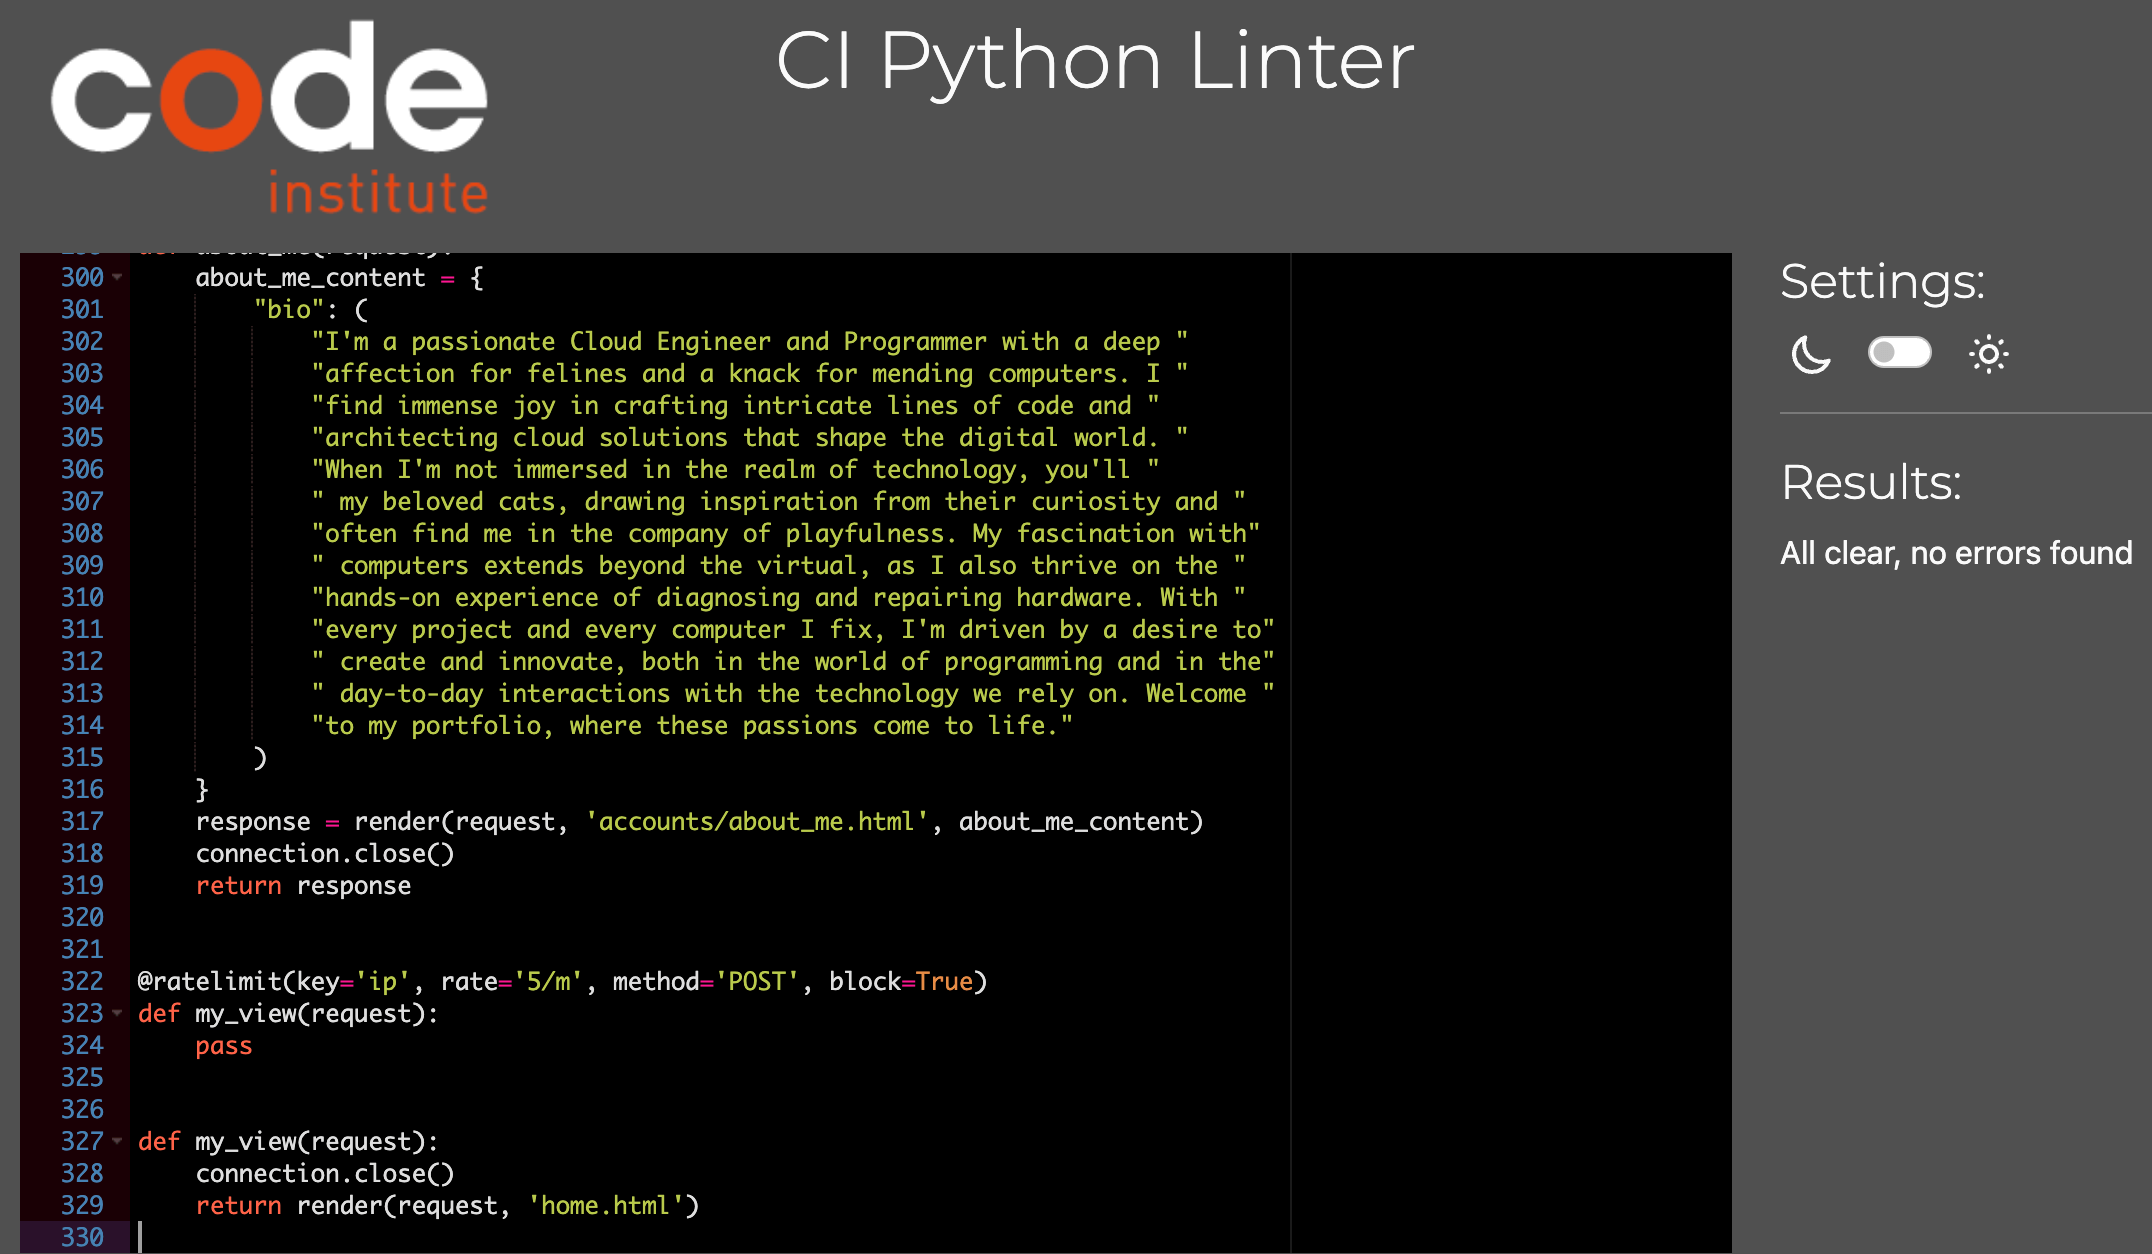 code
institute
CI Python Linter
def about_me(request):
300 about_me_content = {
301 "bio": (
302 "I'm a passionate Cloud Engineer and Programmer with a deep "
303 "affection for felines and a knack for mending computers. I "
304 "find immense joy in crafting intricate lines of code and "
305 "architecting cloud solutions that shape the digital world. "
306 "When I'm not immersed in the realm of technology, you'll "
307 " my beloved cats, drawing inspiration from their curiosity and "
308 "often find me in the company of playfulness. My fascination with"
309 " computers extends beyond the virtual, as I also thrive on the "
310 "hands-on experience of diagnosing and repairing hardware. With "
311 "every project and every computer I fix, I'm driven by a desire to"
312 " create and innovate, both in the world of programming and in the"
313 " day-to-day interactions with the technology we rely on. Welcome "
314 "to my portfolio, where these passions come to life."
315 )
316 }
317 response = render(request, 'accounts/about_me.html', about_me_content)
318 connection.close()
319 return response
320
321
322 @ratelimit(key='ip', rate='5/m', method='POST', block=True)
323 def my_view(request):
324 pass
325
326
327 def my_view(request):
328 connection.close()
329 return render(request, 'home.html')
330
Settings:
Results:
All clear, no errors found